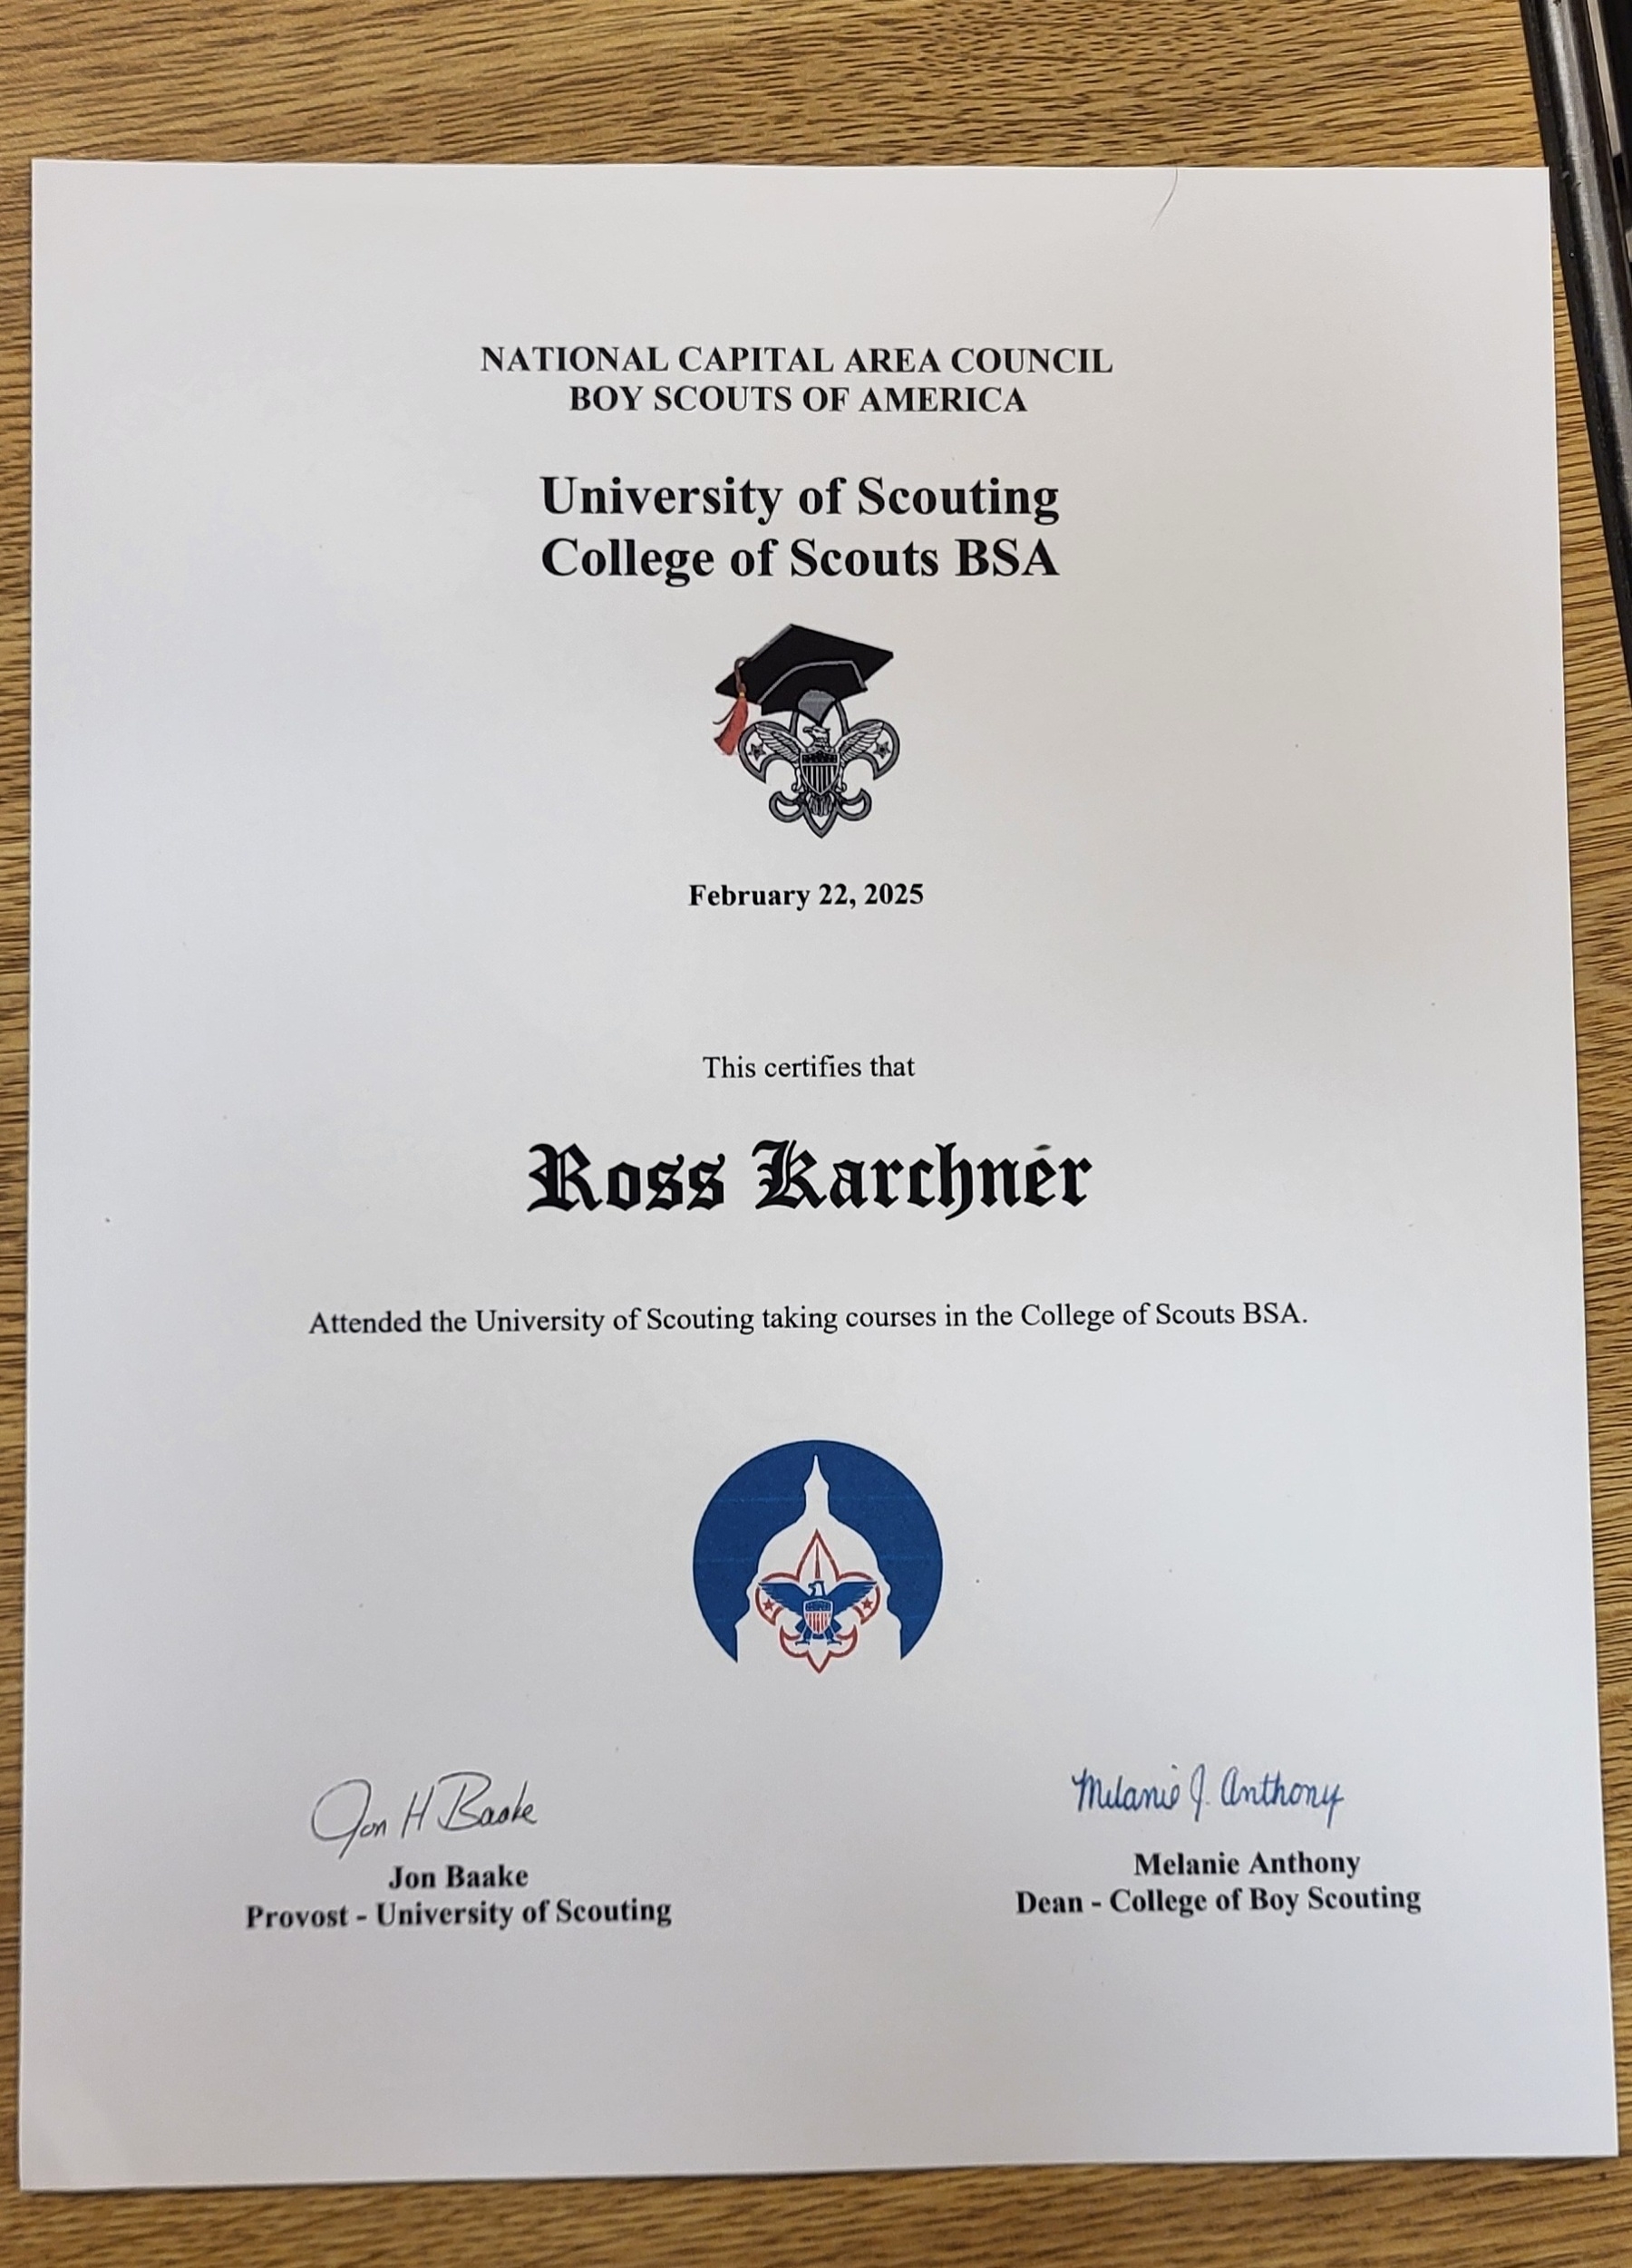 NATIONAL CAPITAL AREA COUNCIL
BOY SCOUTS OF AMERICA
University of Scouting
College of Scouts BSA
February 22, 2025
This certifies that
Ross Karchner
Attended the University of Scouting taking courses in the College of Scouts BSA.
Jon H Baake
Jon Baake
Provost - University of Scouting
Melanie J. Anthony
Melanie Anthony
Dean - College of Boy Scouting